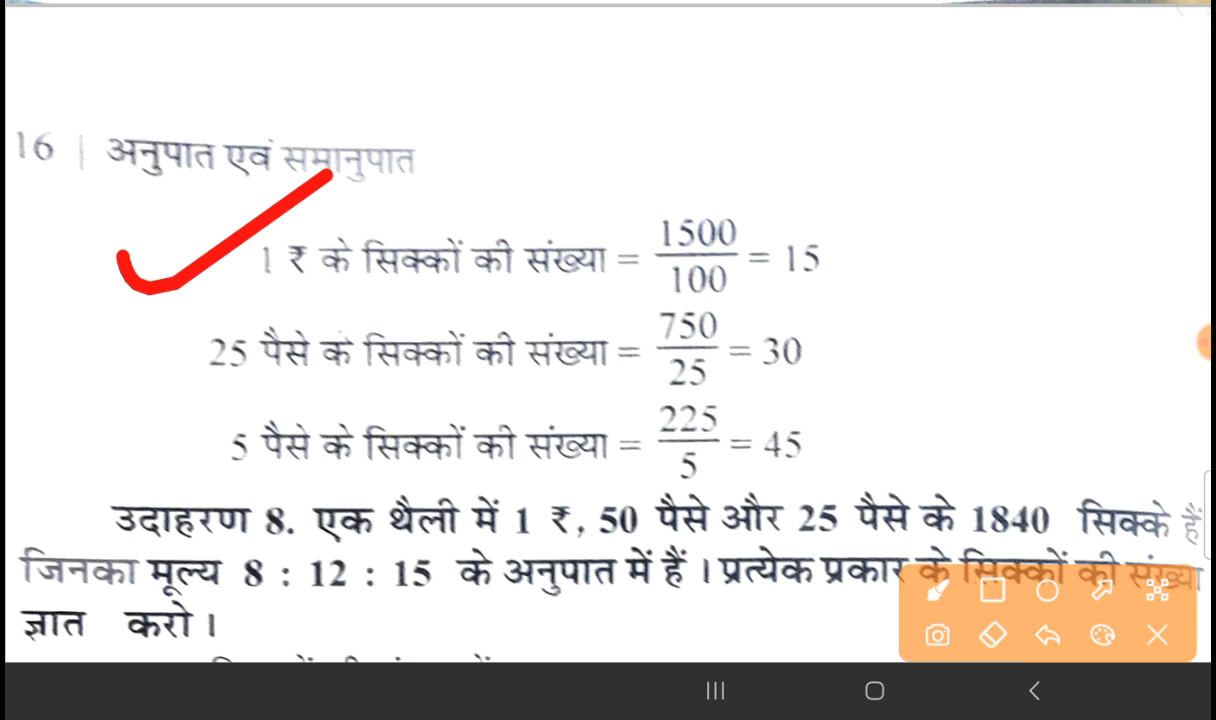 16 | अनुपात एवं समानुपात
1 ₹ के सिक्कों की संख्या = 1500/100 = 15
25 पैसे के सिक्कों की संख्या = 750/25 = 30
5 पैसे के सिक्कों की संख्या = 225/5 = 45
उदाहरण 8. एक थैली में 1 ₹, 50 पैसे और 25 पैसे के 1840 सिक्के हैं
जिनका मूल्य 8 : 12 : 15 के अनुपात में हैं । प्रत्येक प्रकार के सिक्कों की संख्या
ज्ञात करो ।